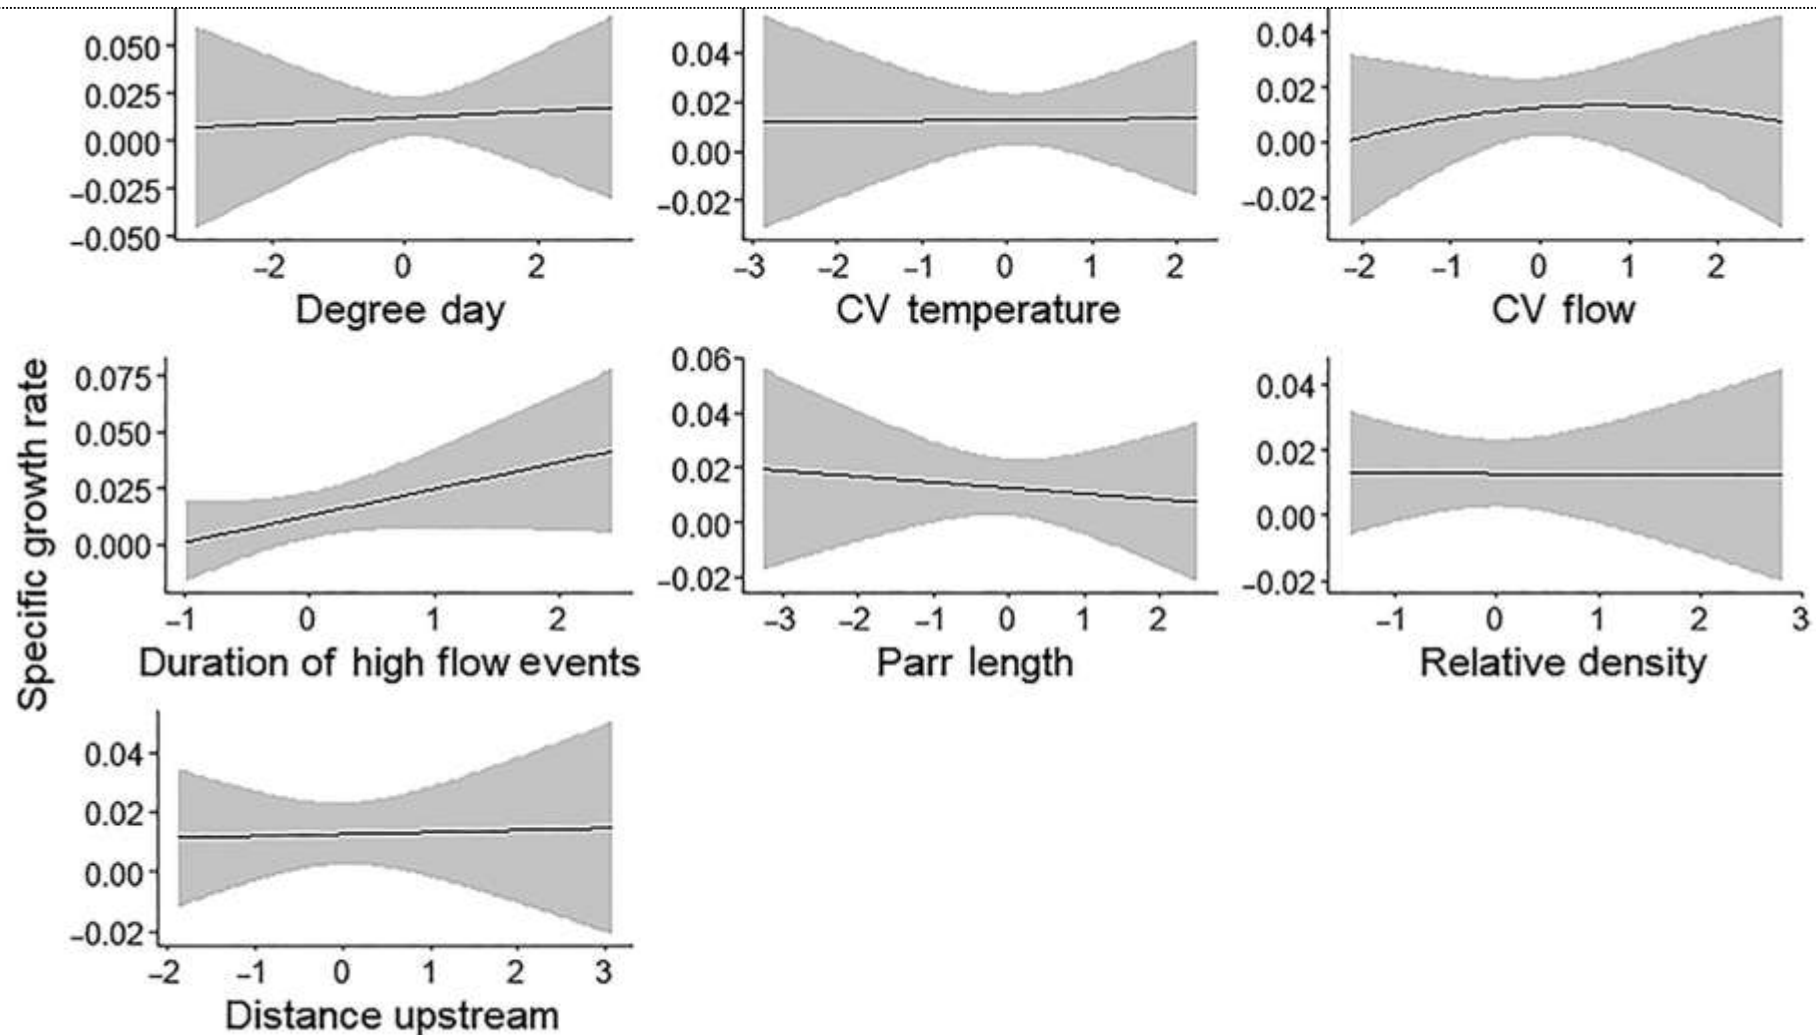 0.050
0.025
0.000
−0.025
−0.050
−2 0 2
Degree day
0.04
0.02
0.00
−0.02
−3 −2 −1 0 1 2
CV temperature
0.04
0.02
0.00
−0.02
−2 −1 0 1 2
CV flow
Specific growth rate
0.075
0.050
0.025
0.000
−1 0 1 2
Duration of high flow events
0.06
0.04
0.02
0.00
−0.02
−3 −2 −1 0 1 2
Parr length
0.04
0.02
0.00
−0.02
−1 0 1 2 3
Relative density
0.04
0.02
0.00
−0.02
−2 −1 0 1 2 3
Distance upstream